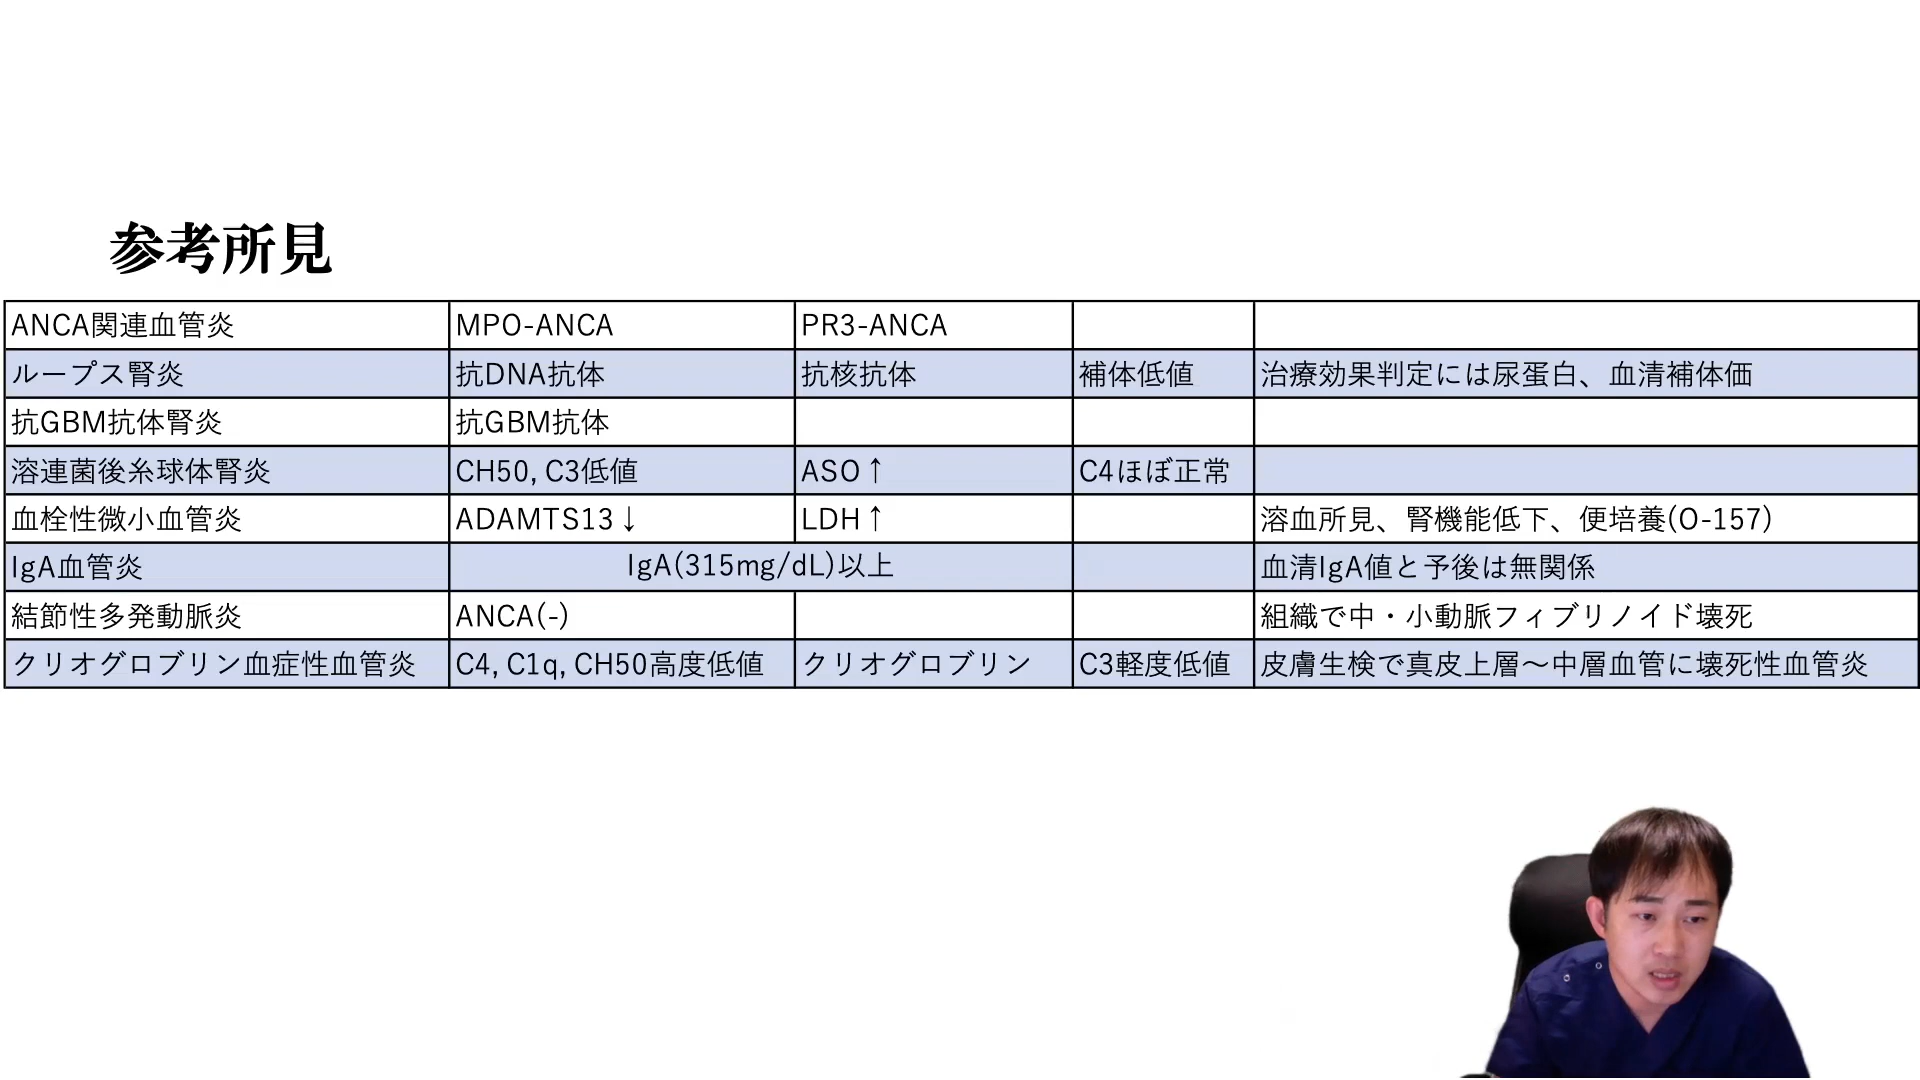 参考所見
ANCA関連血管炎 MPO-ANCA PR3-ANCA
ループス腎炎 抗DNA抗体 抗核抗体 補体低値 治療効果判定には尿蛋白、血清補体価
抗GBM抗体腎炎 抗GBM抗体
溶連菌後糸球体腎炎 CH50, C3低値 ASO↑ C4ほぼ正常
血栓性微小血管炎 ADAMTS13↓ LDH↑ 溶血所見、腎機能低下、便培養(O-157)
IgA血管炎 IgA(315mg/dL)以上 血清IgA値と予後は無関係
結節性多発動脈炎 ANCA(-) 組織で中・小動脈フィブリノイド壊死
クリオグロブリン血症性血管炎 C4, C1q, CH50高度低値 クリオグロブリン C3軽度低値 皮膚生検で真皮上層～中層血管に壊死性血管炎